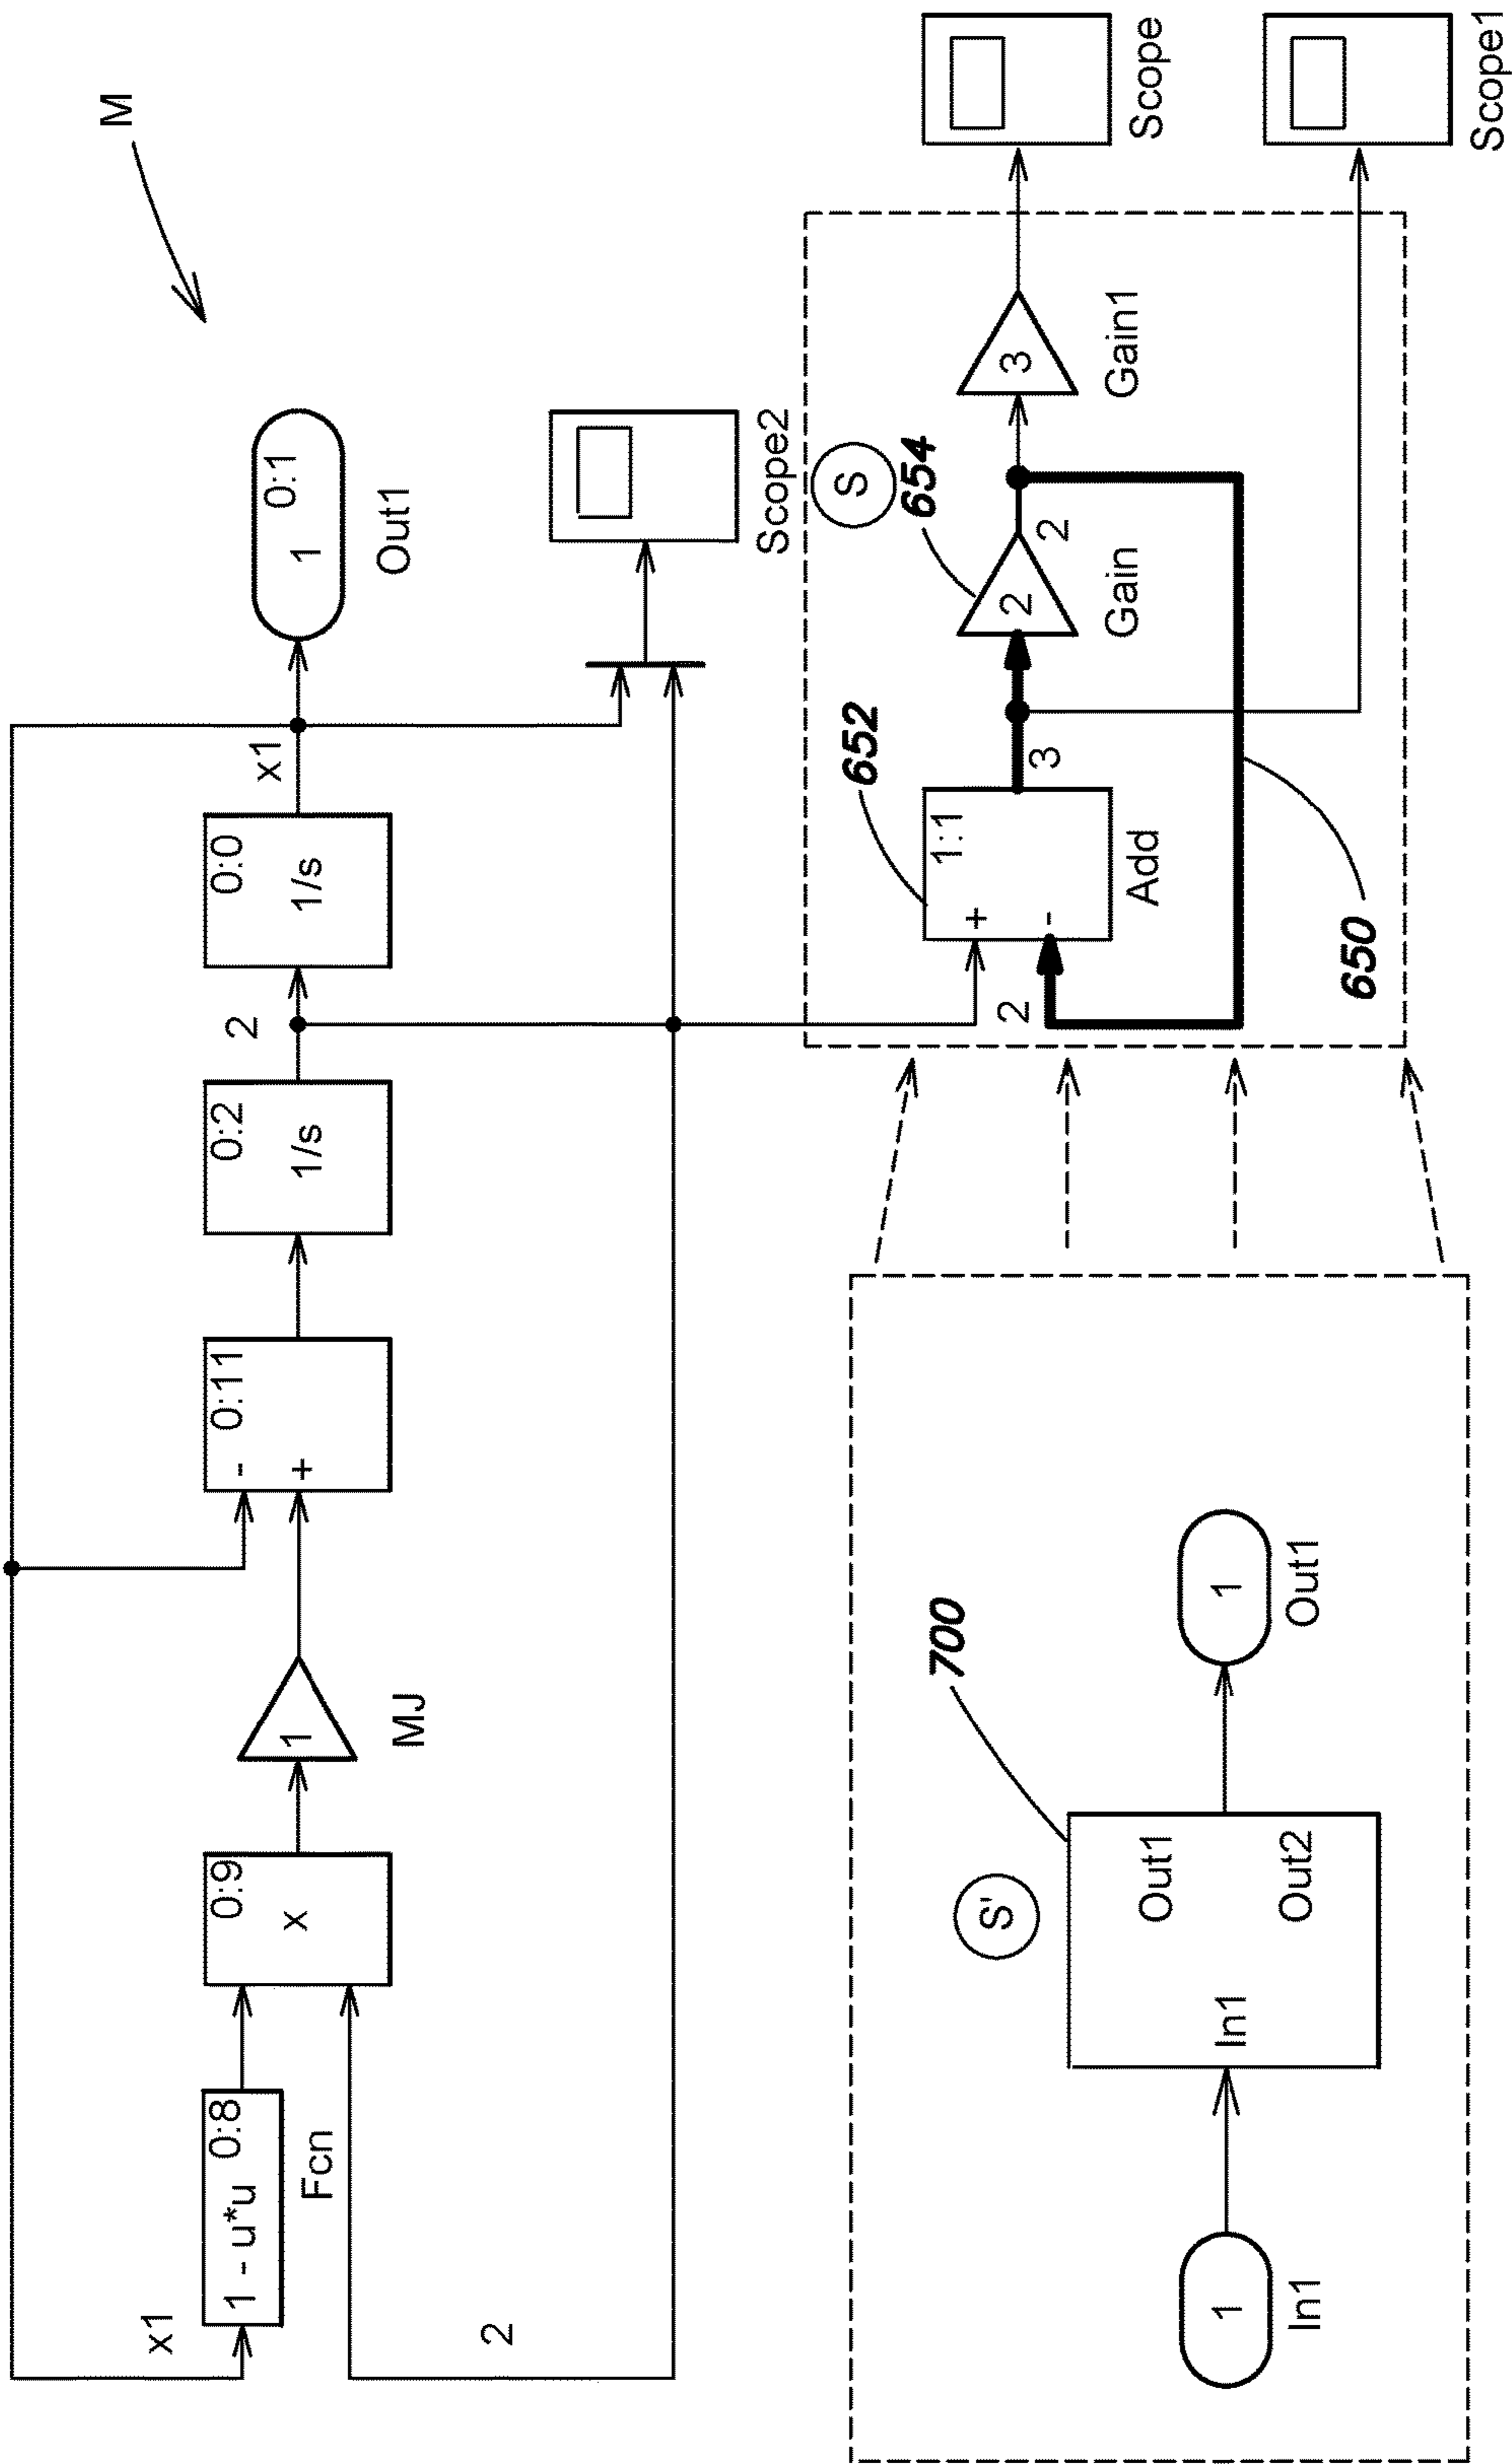 M
x1
1 - u*u
0:8
Fcn
0:9
x
1
MJ
0:11
-
+
0:2
1/s
2
0:0
1/s
x1
1
0:1
Out1
2
Scope2
S
652
654
+
-
1:1
Add
2
3
2
2
Gain
3
Gain1
650
Scope
Scope1
700
S'
1
In1
In1
Out1
Out2
1
Out1